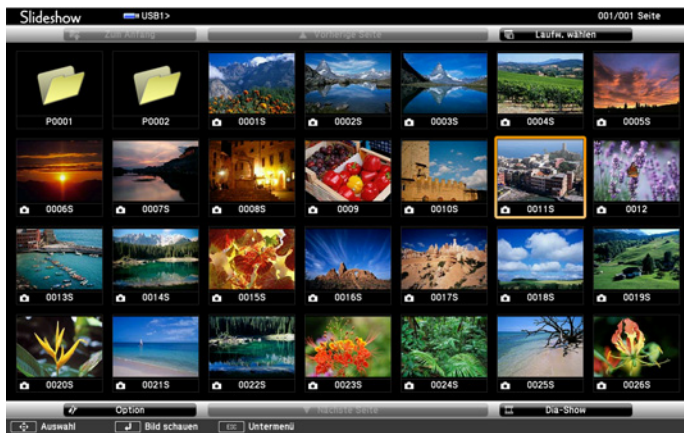 Slideshow USB1> 001/001 Seite
Zum Anfang ▲ Vorherige Seite Laufw. wählen
P0001 P0002 0001S 0002S 0003S 0004S 0005S
0006S 0007S 0008S 0009 0010S 0011S 0012
0013S 0014S 0015S 0016S 0017S 0018S 0019S
0020S 0021S 0022S 0023S 0024S 0025S 0026S
Option ▼ Nächste Seite Dia-Show
Auswahl Bild schauen ESC Untermenü